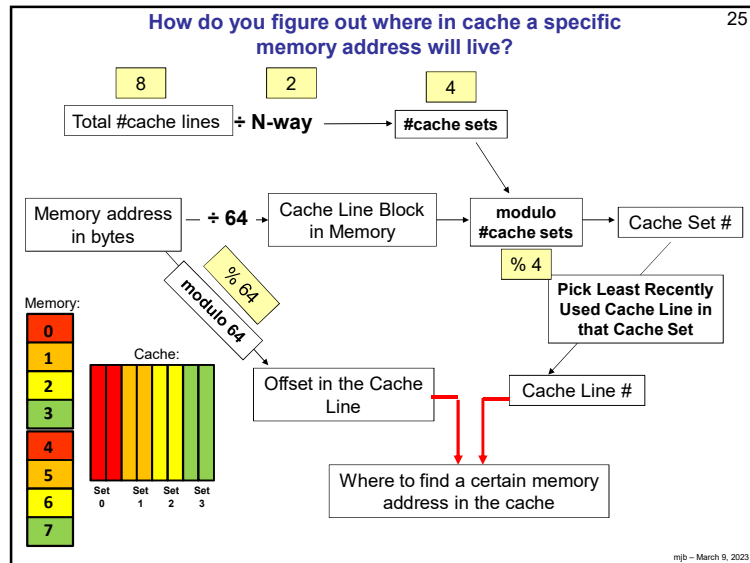 How do you figure out where in cache a specific
memory address will live?
25
8
2
4
Total #cache lines
÷ N-way
#cache sets
Memory address
in bytes
÷ 64
Cache Line Block
in Memory
modulo
#cache sets
Cache Set #
% 4
% 64
modulo 64
Pick Least Recently
Used Cache Line in
that Cache Set
Memory:
0
1
2
3
4
5
6
7
Cache:
Set
0
Set
1
Set
2
Set
3
Offset in the Cache
Line
Cache Line #
Where to find a certain memory
address in the cache
mjb – March 9, 2023